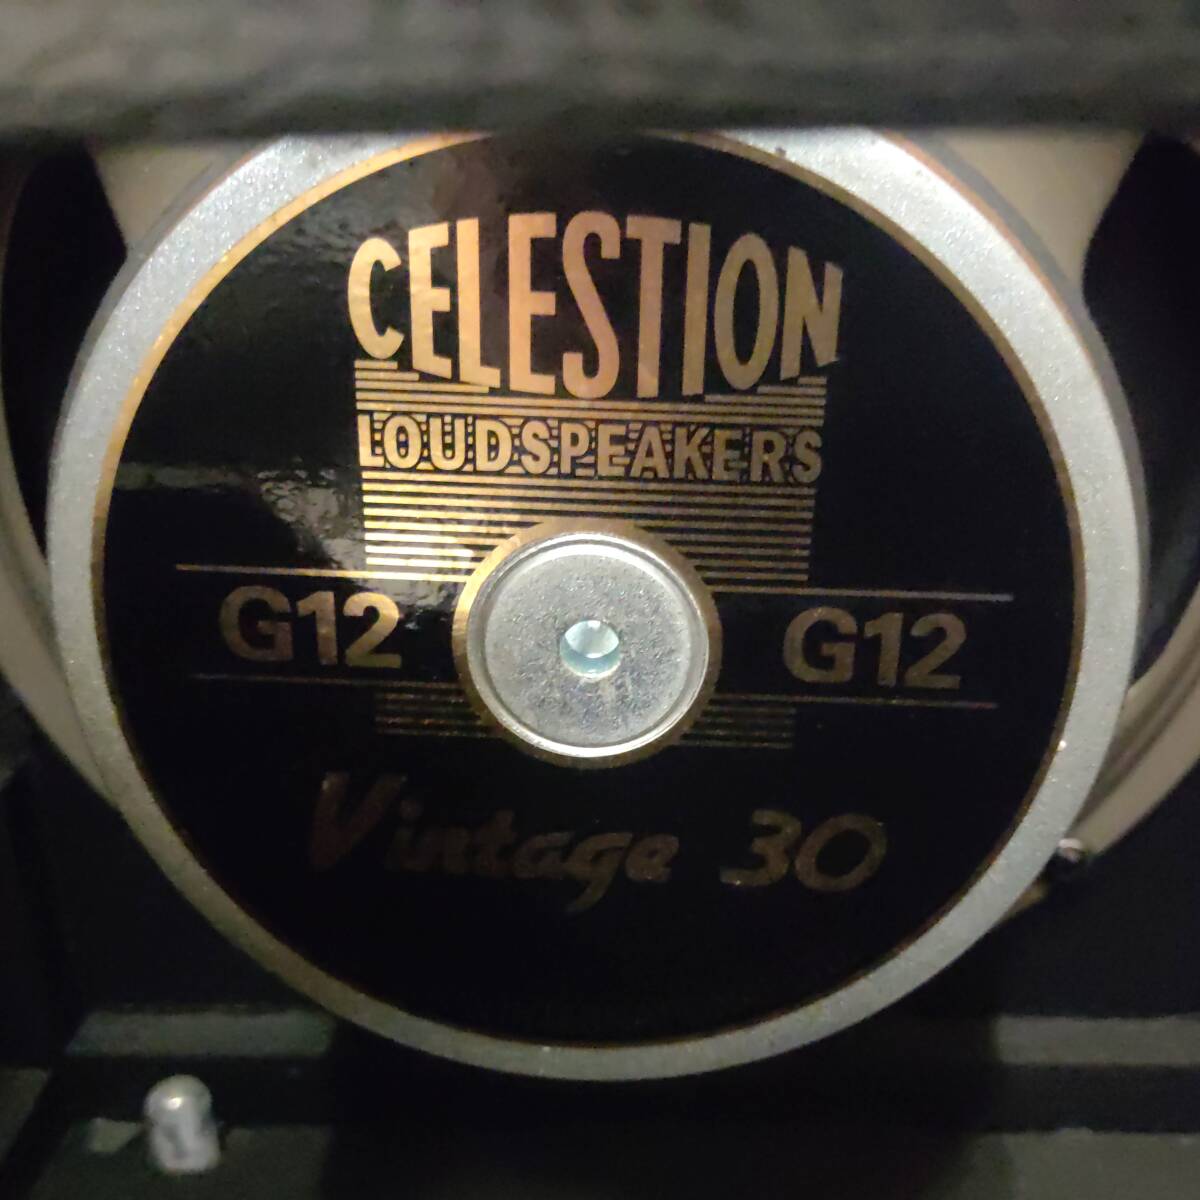 CELESTION
LOUDSPEAKERS
G12 G12
Vintage 30